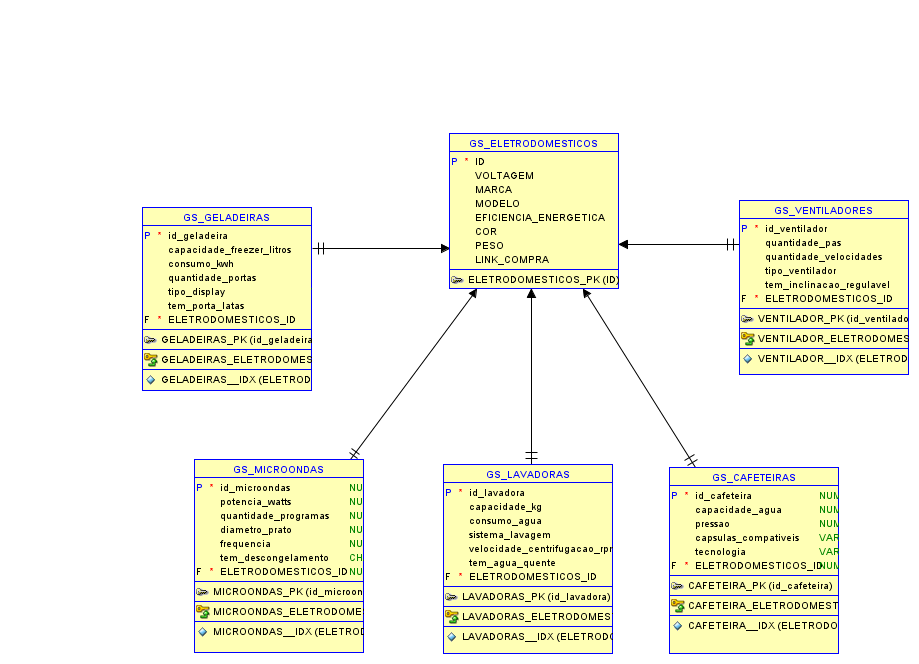 GS_ELETRODOMESTICOS
P * ID
VOLTAGEM
MARCA
MODELO
EFICIENCIA_ENERGETICA
COR
PESO
LINK_COMPRA
ELETRODOMESTICOS_PK (ID)
GS_GELADEIRAS
P * id_geladeira
capacidade_freezer_litros
consumo_kwh
quantidade_portas
tipo_display
tem_porta_latas
F * ELETRODOMESTICOS_ID
GELADEIRAS_PK (id_geladeira
GELADEIRAS_ELETRODOMES
GELADEIRAS__IDX (ELETROD
GS_VENTILADORES
P * id_ventilador
quantidade_pas
quantidade_velocidades
tipo_ventilador
tem_inclinacao_regulavel
F * ELETRODOMESTICOS_ID
VENTILADOR_PK (id_ventilado
VENTILADOR_ELETRODOMES
VENTILADOR__IDX (ELETROD
GS_MICROONDAS
P * id_microondas NU
potencia_watts NU
quantidade_programas NU
diametro_prato NU
frequencia NU
tem_descongelamento CH
F * ELETRODOMESTICOS_ID NU
MICROONDAS_PK (id_microon
MICROONDAS_ELETRODOME
MICROONDAS__IDX (ELETROD
GS_LAVADORAS
P * id_lavadora
capacidade_kg
consumo_agua
sistema_lavagem
velocidade_centrifugacao_rpm
tem_agua_quente
F * ELETRODOMESTICOS_ID
LAVADORAS_PK (id_lavadora)
LAVADORAS_ELETRODOMES
LAVADORAS__IDX (ELETRODO
GS_CAFETEIRAS
P * id_cafeteira NUM
capacidade_agua NUM
pressao NUM
capsulas_compativeis VAR
tecnologia VAR
F * ELETRODOMESTICOS_ID NUM
CAFETEIRA_PK (id_cafeteira)
CAFETEIRA_ELETRODOMEST
CAFETEIRA__IDX (ELETRODO